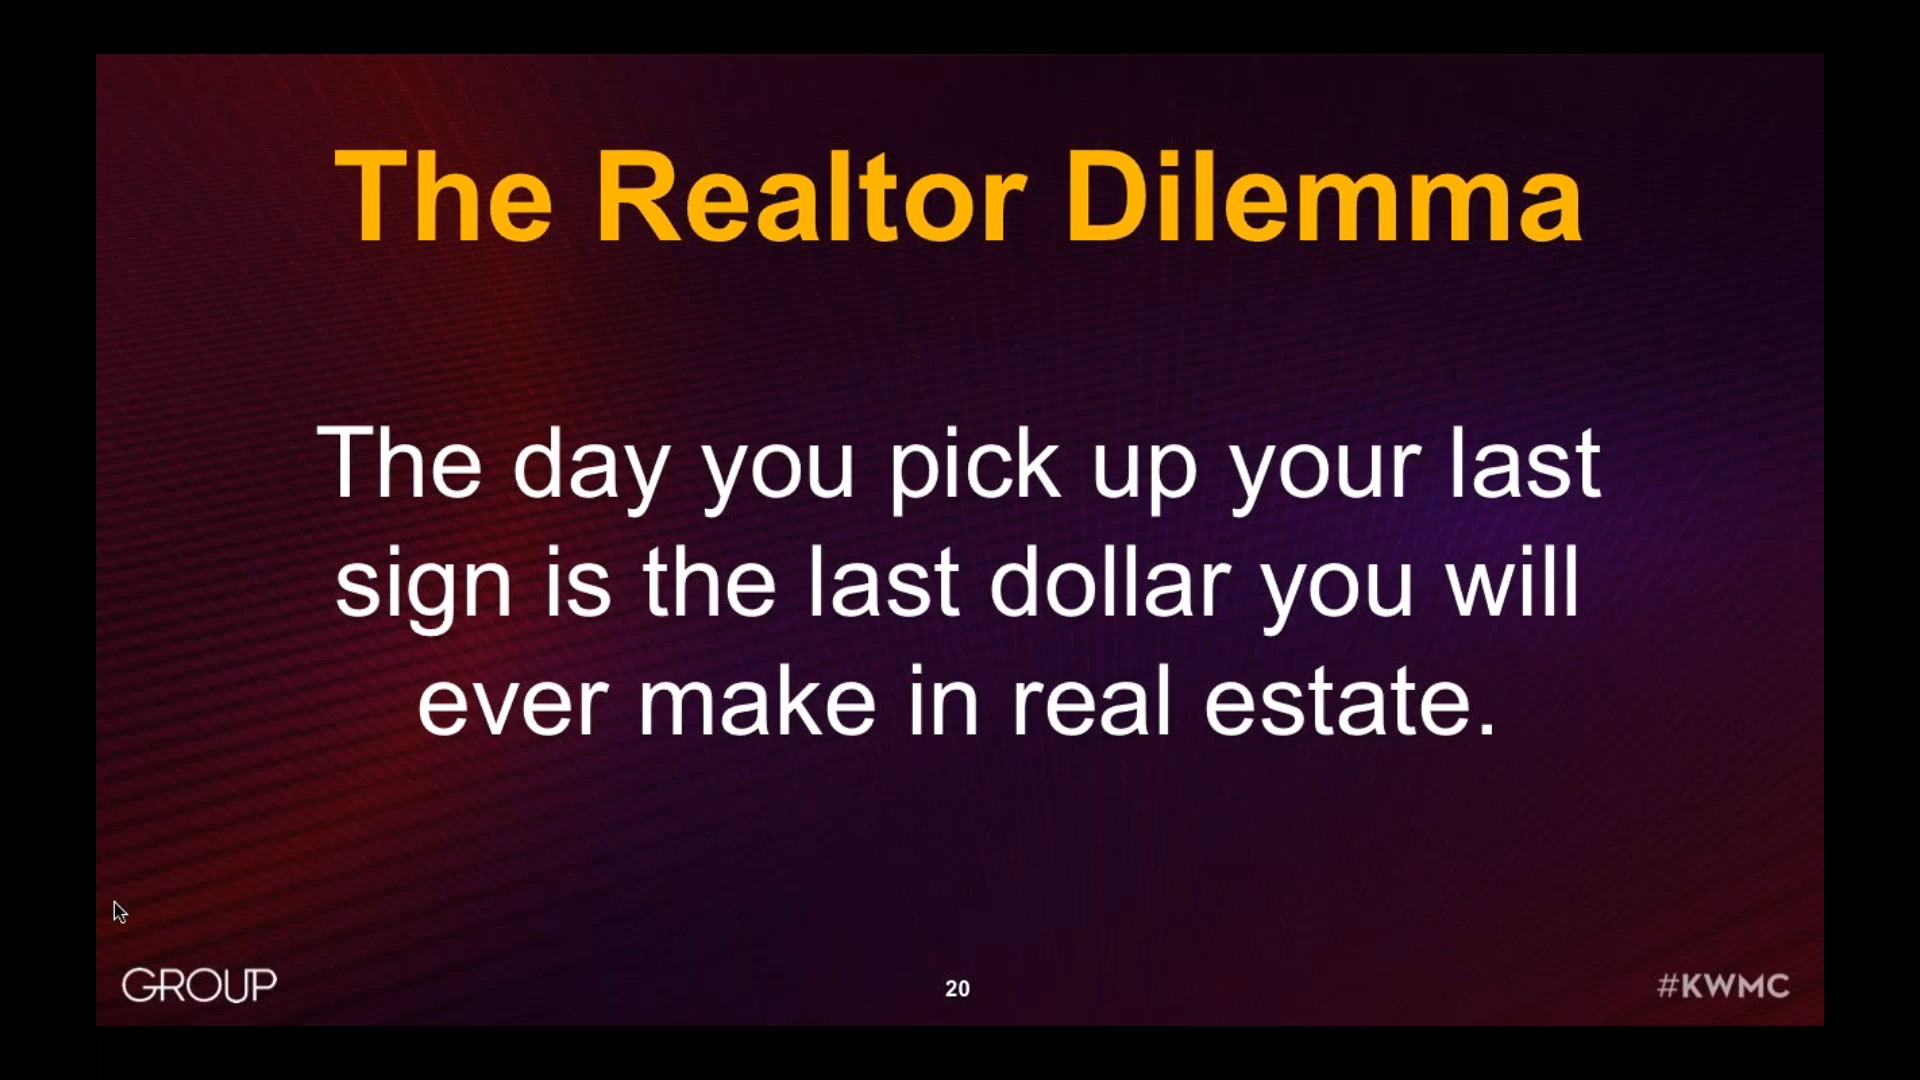 The Realtor Dilemma
The day you pick up your last
sign is the last dollar you will
ever make in real estate.
GROUP
20
#KWMC